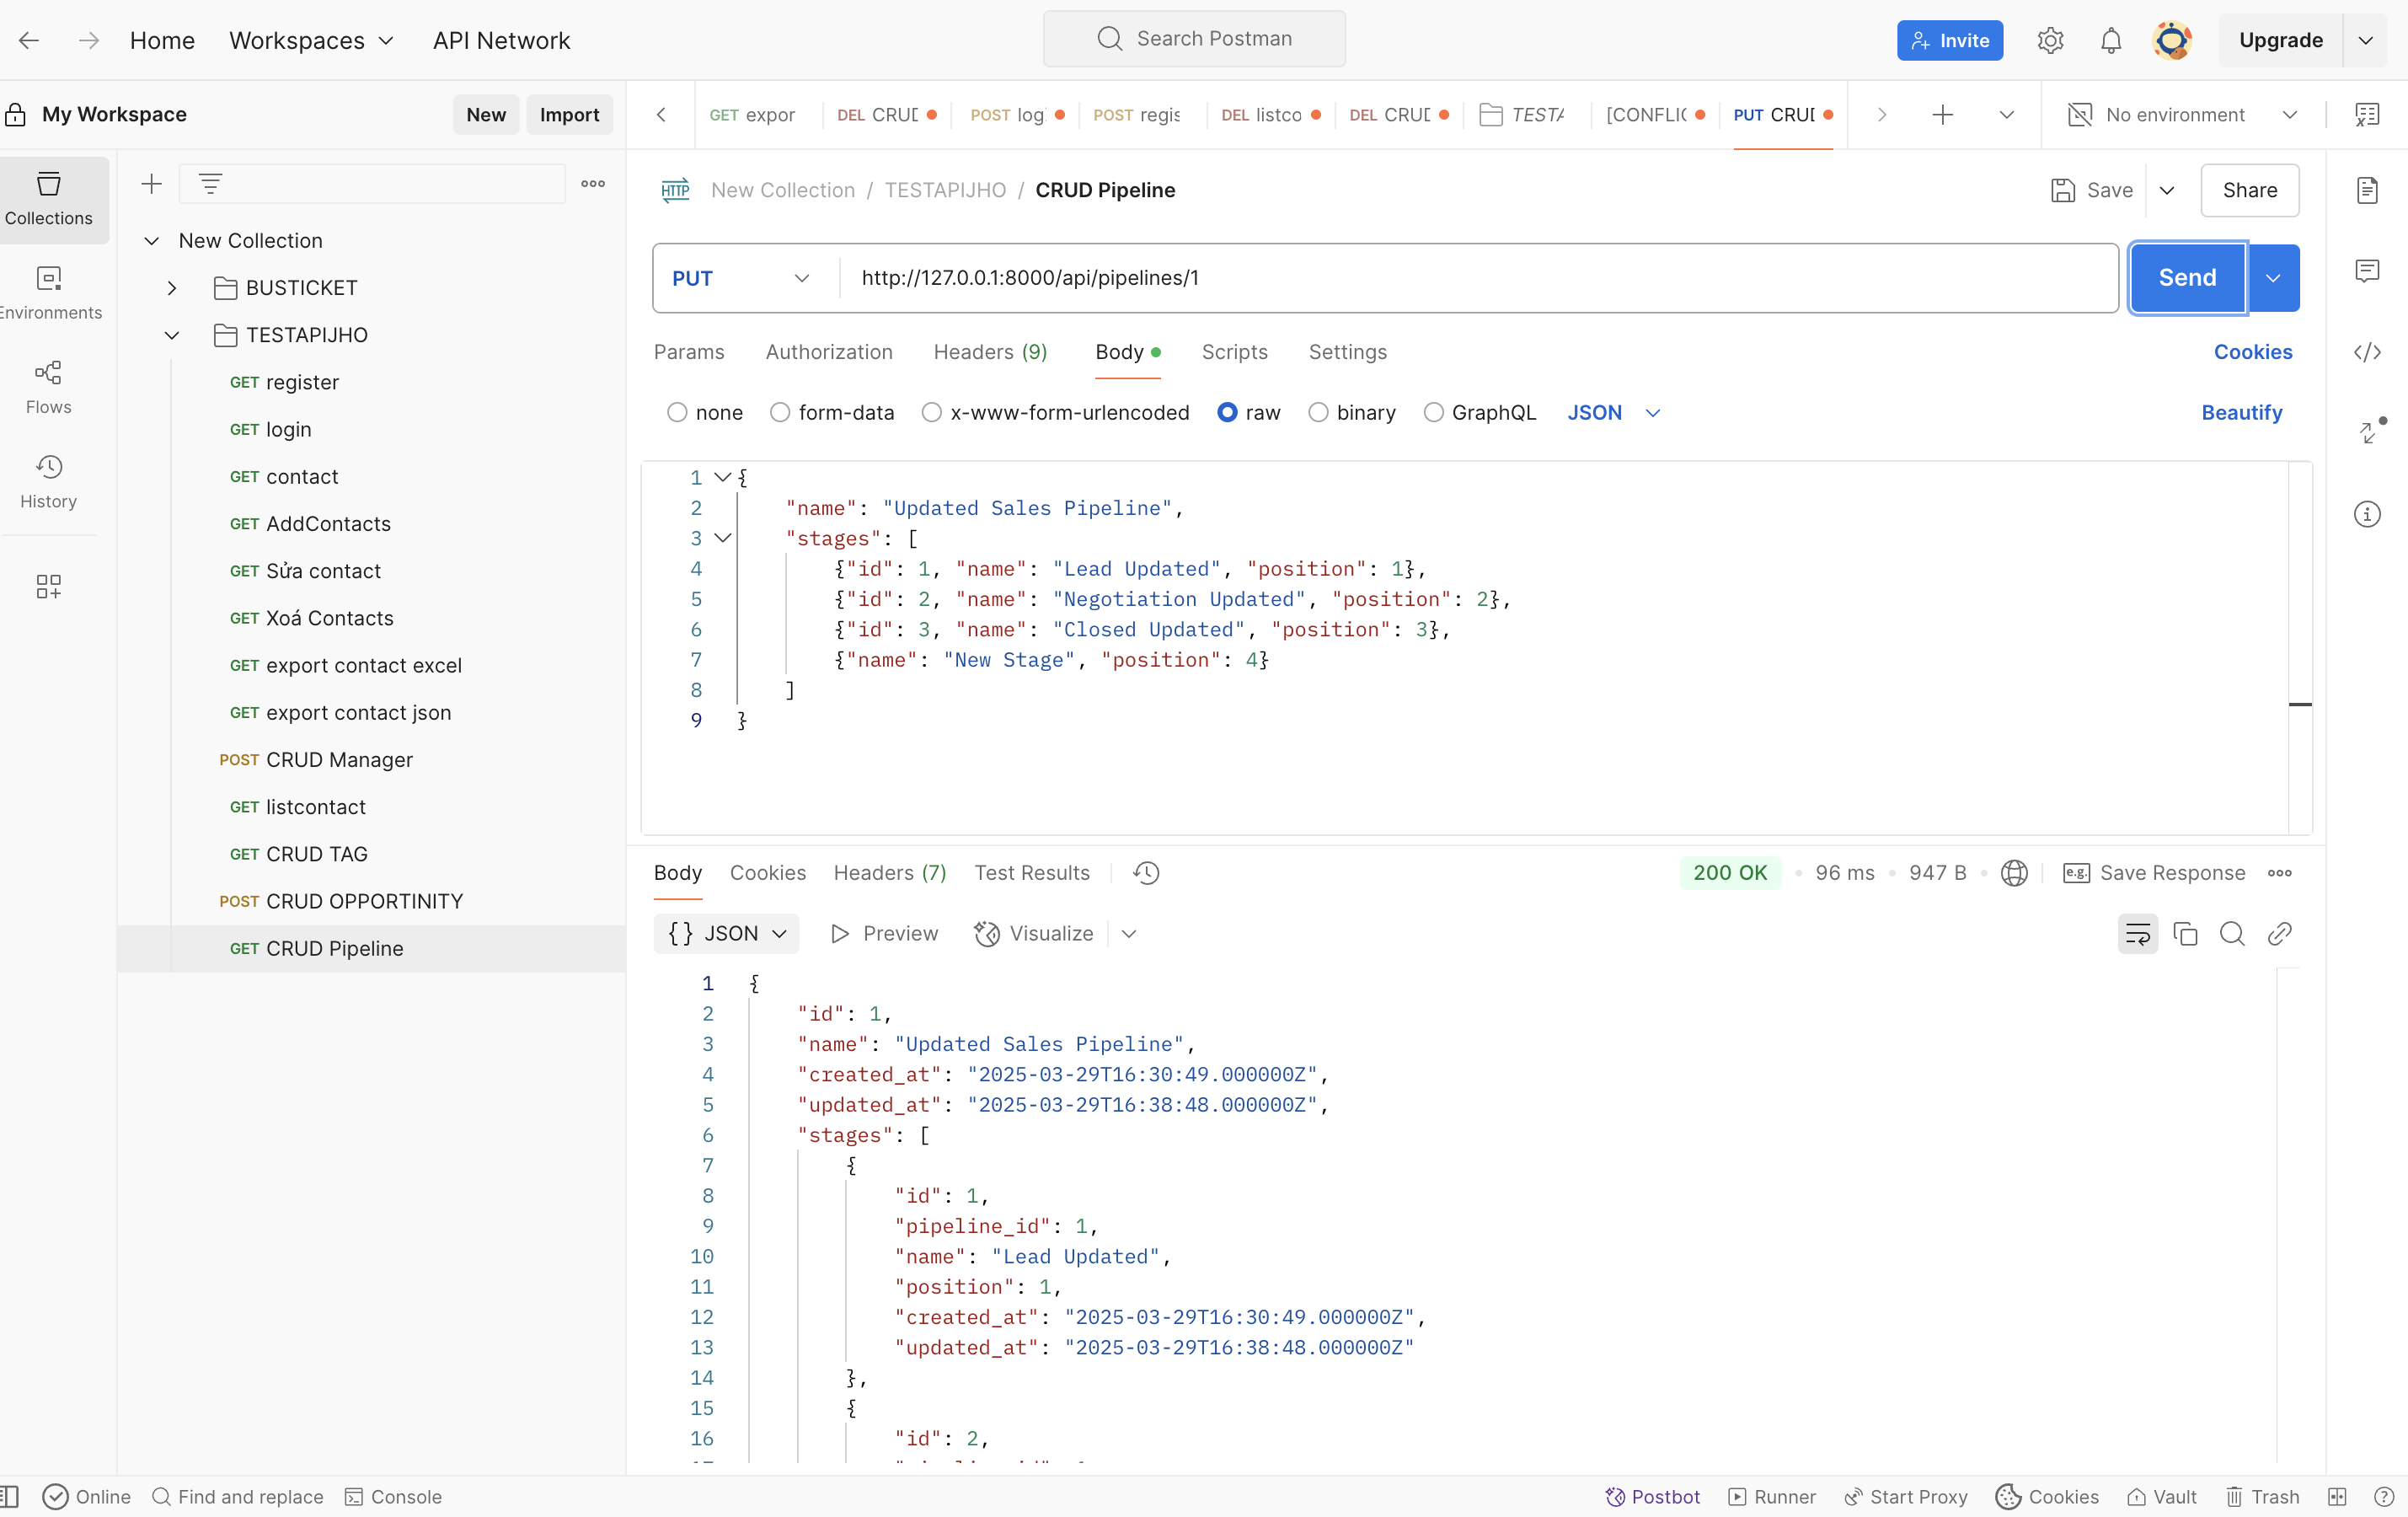 Home Workspaces API Network Search Postman Invite Upgrade
My Workspace New Import
GET expor DEL CRUD POST log POST regis DEL listco DEL CRUD TESTA [CONFLIC PUT CRUD No environment
Collections
Environments
Flows
History
New Collection
BUSTICKET
TESTAPIJHO
GET register
GET login
GET contact
GET AddContacts
GET Sửa contact
GET Xoá Contacts
GET export contact excel
GET export contact json
POST CRUD Manager
GET listcontact
GET CRUD TAG
POST CRUD OPPORTINITY
GET CRUD Pipeline
HTTP New Collection / TESTAPIJHO / CRUD Pipeline Save Share
PUT http://127.0.0.1:8000/api/pipelines/1 Send
Params Authorization Headers (9) Body Scripts Settings Cookies
none form-data x-www-form-urlencoded raw binary GraphQL JSON Beautify
1 {
2 "name": "Updated Sales Pipeline",
3 "stages": [
4 {"id": 1, "name": "Lead Updated", "position": 1},
5 {"id": 2, "name": "Negotiation Updated", "position": 2},
6 {"id": 3, "name": "Closed Updated", "position": 3},
7 {"name": "New Stage", "position": 4}
8 ]
9 }
Body Cookies Headers (7) Test Results 200 OK • 96 ms • 947 B e.g. Save Response
{} JSON Preview Visualize
1 {
2 "id": 1,
3 "name": "Updated Sales Pipeline",
4 "created_at": "2025-03-29T16:30:49.000000Z",
5 "updated_at": "2025-03-29T16:38:48.000000Z",
6 "stages": [
7 {
8 "id": 1,
9 "pipeline_id": 1,
10 "name": "Lead Updated",
11 "position": 1,
12 "created_at": "2025-03-29T16:30:49.000000Z",
13 "updated_at": "2025-03-29T16:38:48.000000Z"
14 },
15 {
16 "id": 2,
Online Find and replace Console Postbot Runner Start Proxy Cookies Vault Trash